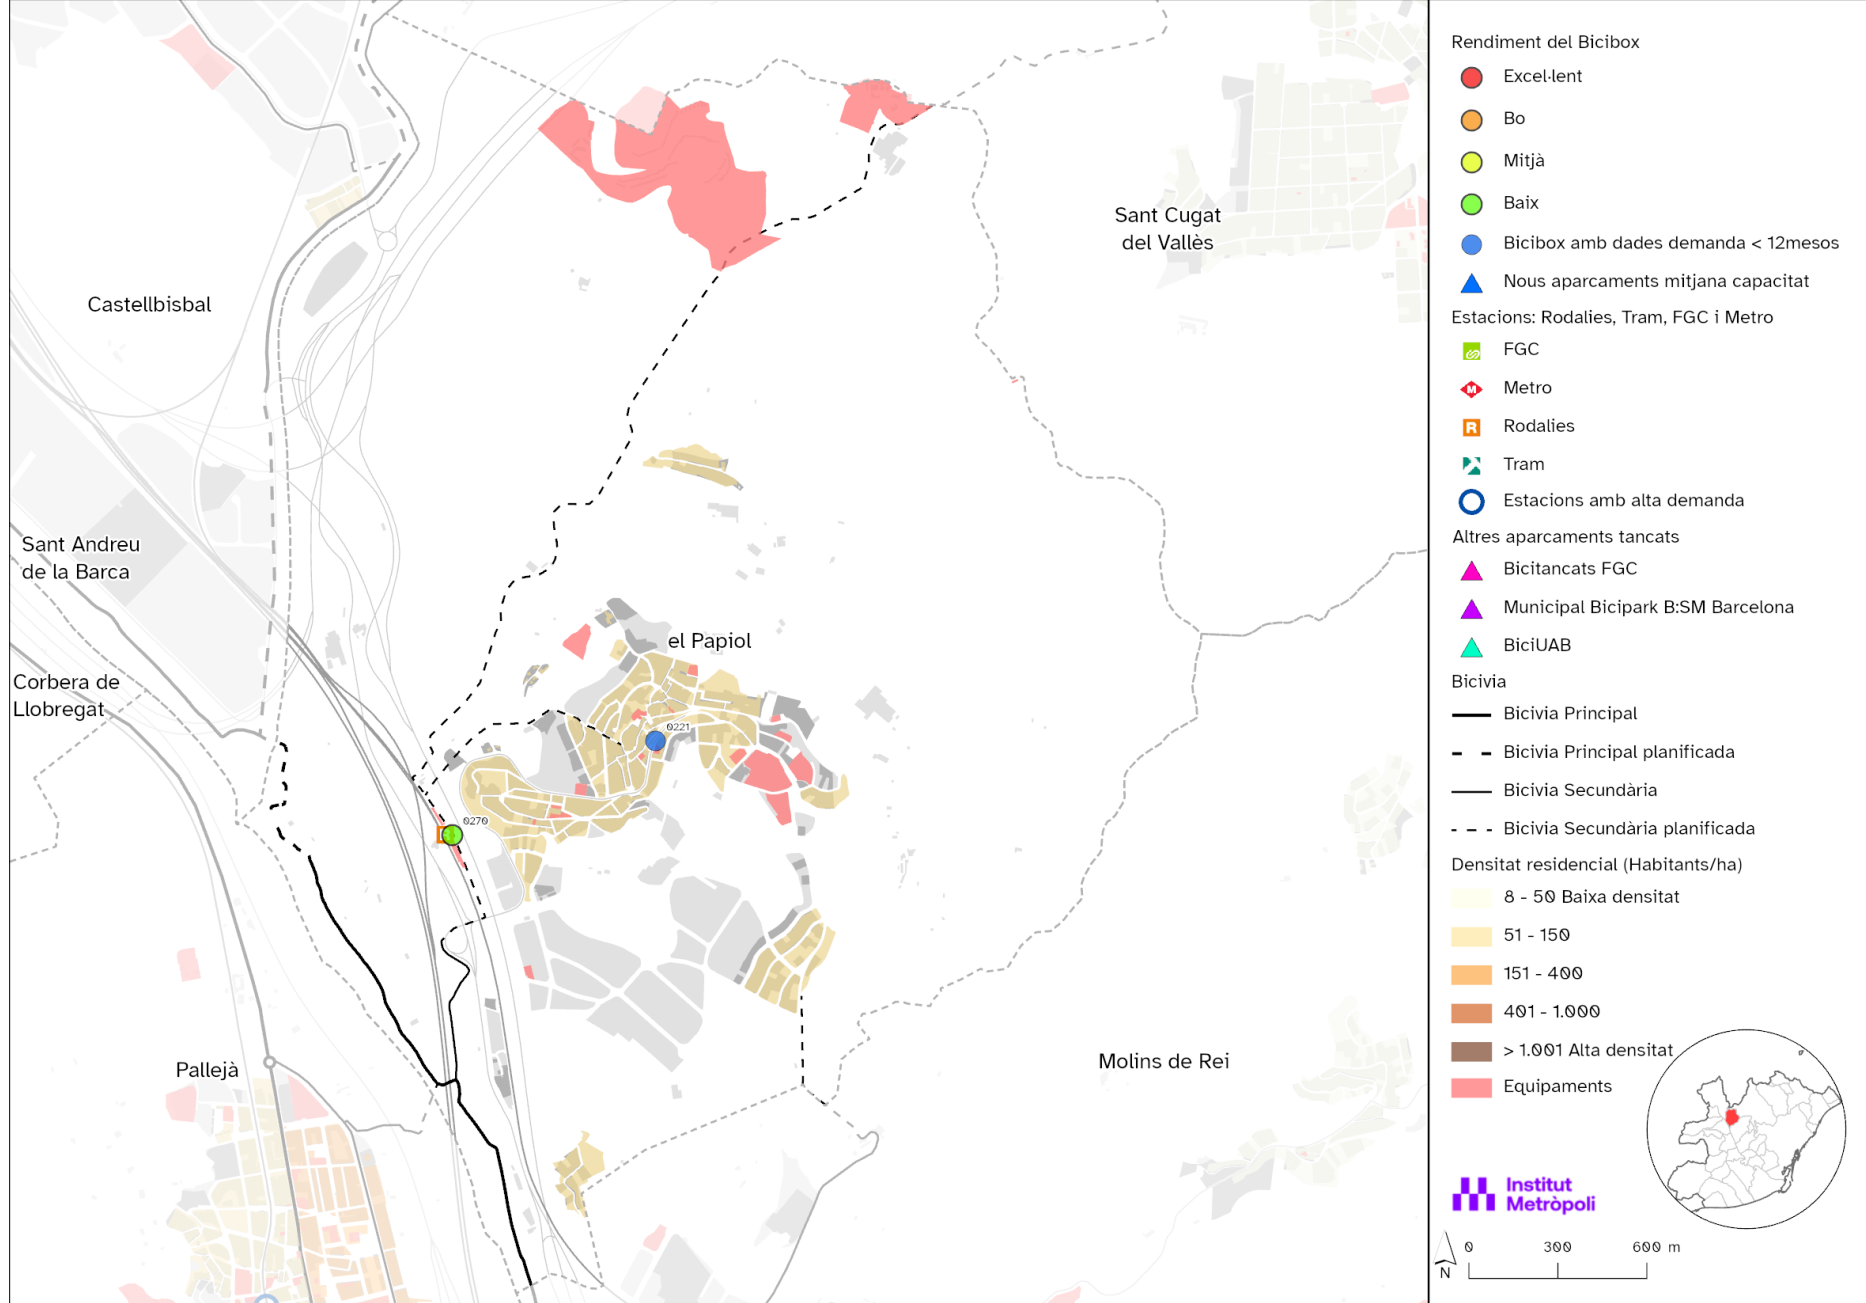 Castellbisbal
Sant Cugat
del Vallès
Sant Andreu
de la Barca
el Papiol
Corbera de
Llobregat
0221
0270
Pallejà
Molins de Rei
Rendiment del Bicibox
Excel·lent
Bo
Mitjà
Baix
Bicibox amb dades demanda < 12mesos
Nous aparcaments mitjana capacitat
Estacions: Rodalies, Tram, FGC i Metro
FGC
M
Metro
R
Rodalies
Tram
Estacions amb alta demanda
Altres aparcaments tancats
Bicitancats FGC
Municipal Bicipark B:SM Barcelona
BiciUAB
Bicivia
Bicivia Principal
Bicivia Principal planificada
Bicivia Secundària
Bicivia Secundària planificada
Densitat residencial (Habitants/ha)
8 - 50 Baixa densitat
51 - 150
151 - 400
401 - 1.000
> 1.001 Alta densitat
Equipaments
Institut
Metròpoli
N
0 300 600 m